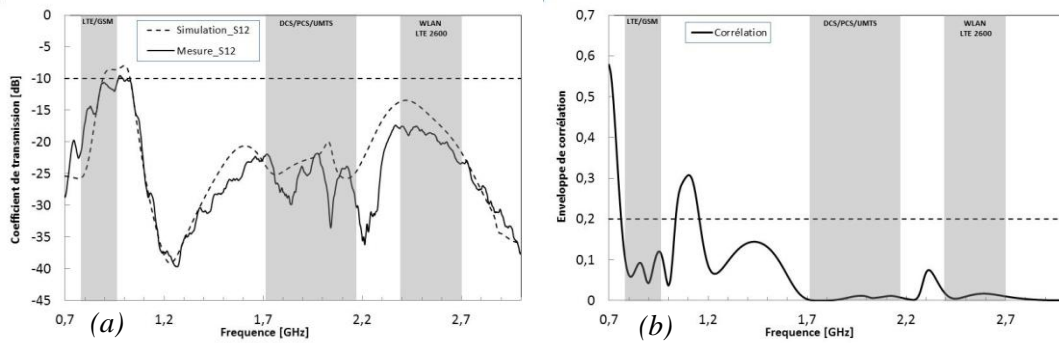 LTE/GSM
DCS/PCS/UMTS
WLAN
LTE 2600
Simulation_S12
Mesure_S12
Coefficient de transmission [dB]
0
-5
-10
-15
-20
-25
-30
-35
-40
-45
0,7
1,2
1,7
2,2
2,7
Frequence [GHz]
(a)
LTE/GSM
DCS/PCS/UMTS
WLAN
LTE 2600
Corrélation
Enveloppe de corrélation
0,7
0,6
0,5
0,4
0,3
0,2
0,1
0
0,7
1,2
1,7
2,2
2,7
Frequence [GHz]
(b)